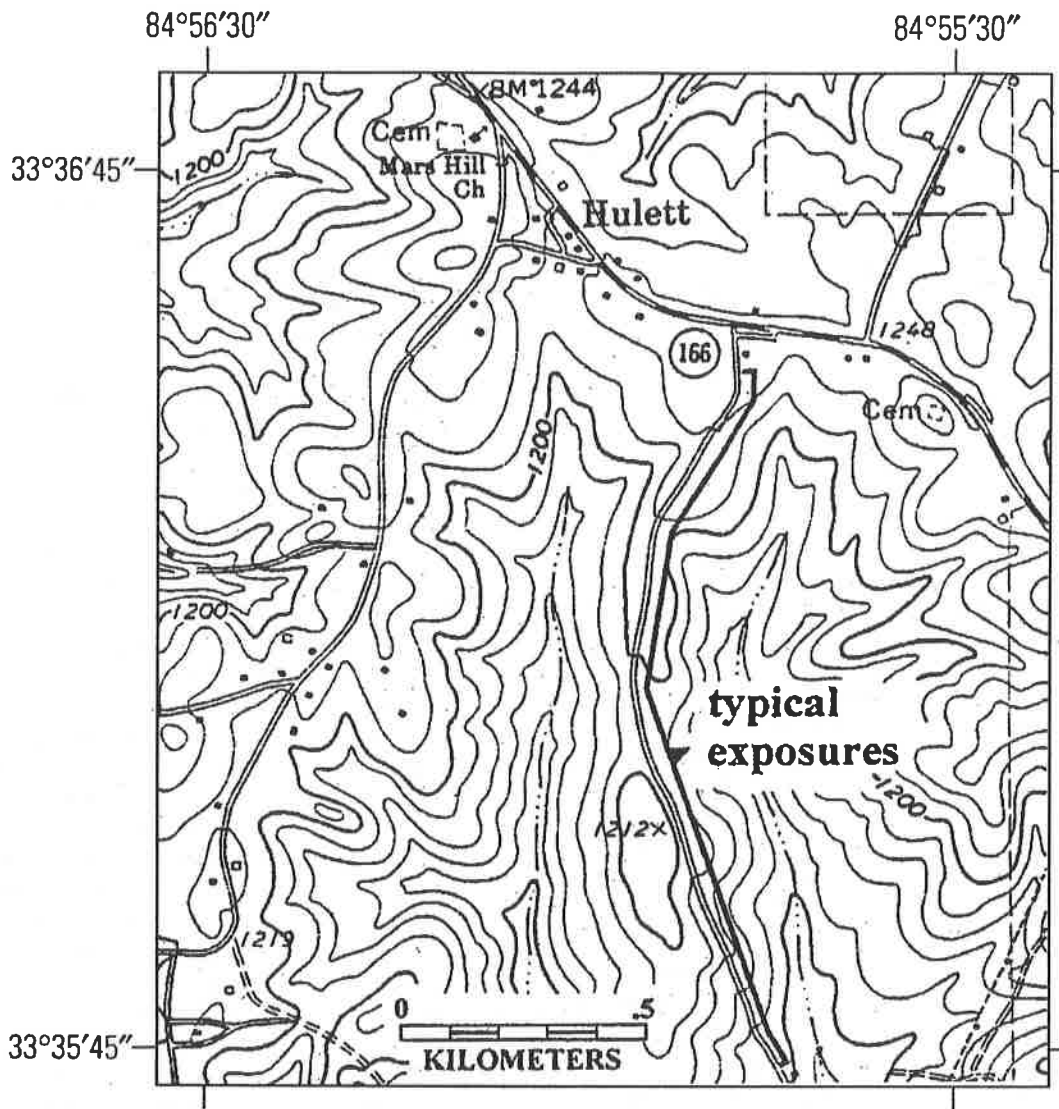 84°56′30″
84°55′30″
33°36′45″
×BM 1244
Cem
Mars Hill
Ch
1200
Hulett
1248
166
Cem
1200
1200
typical
exposures
1200
1212×
1219
0 .5
KILOMETERS
33°35′45″